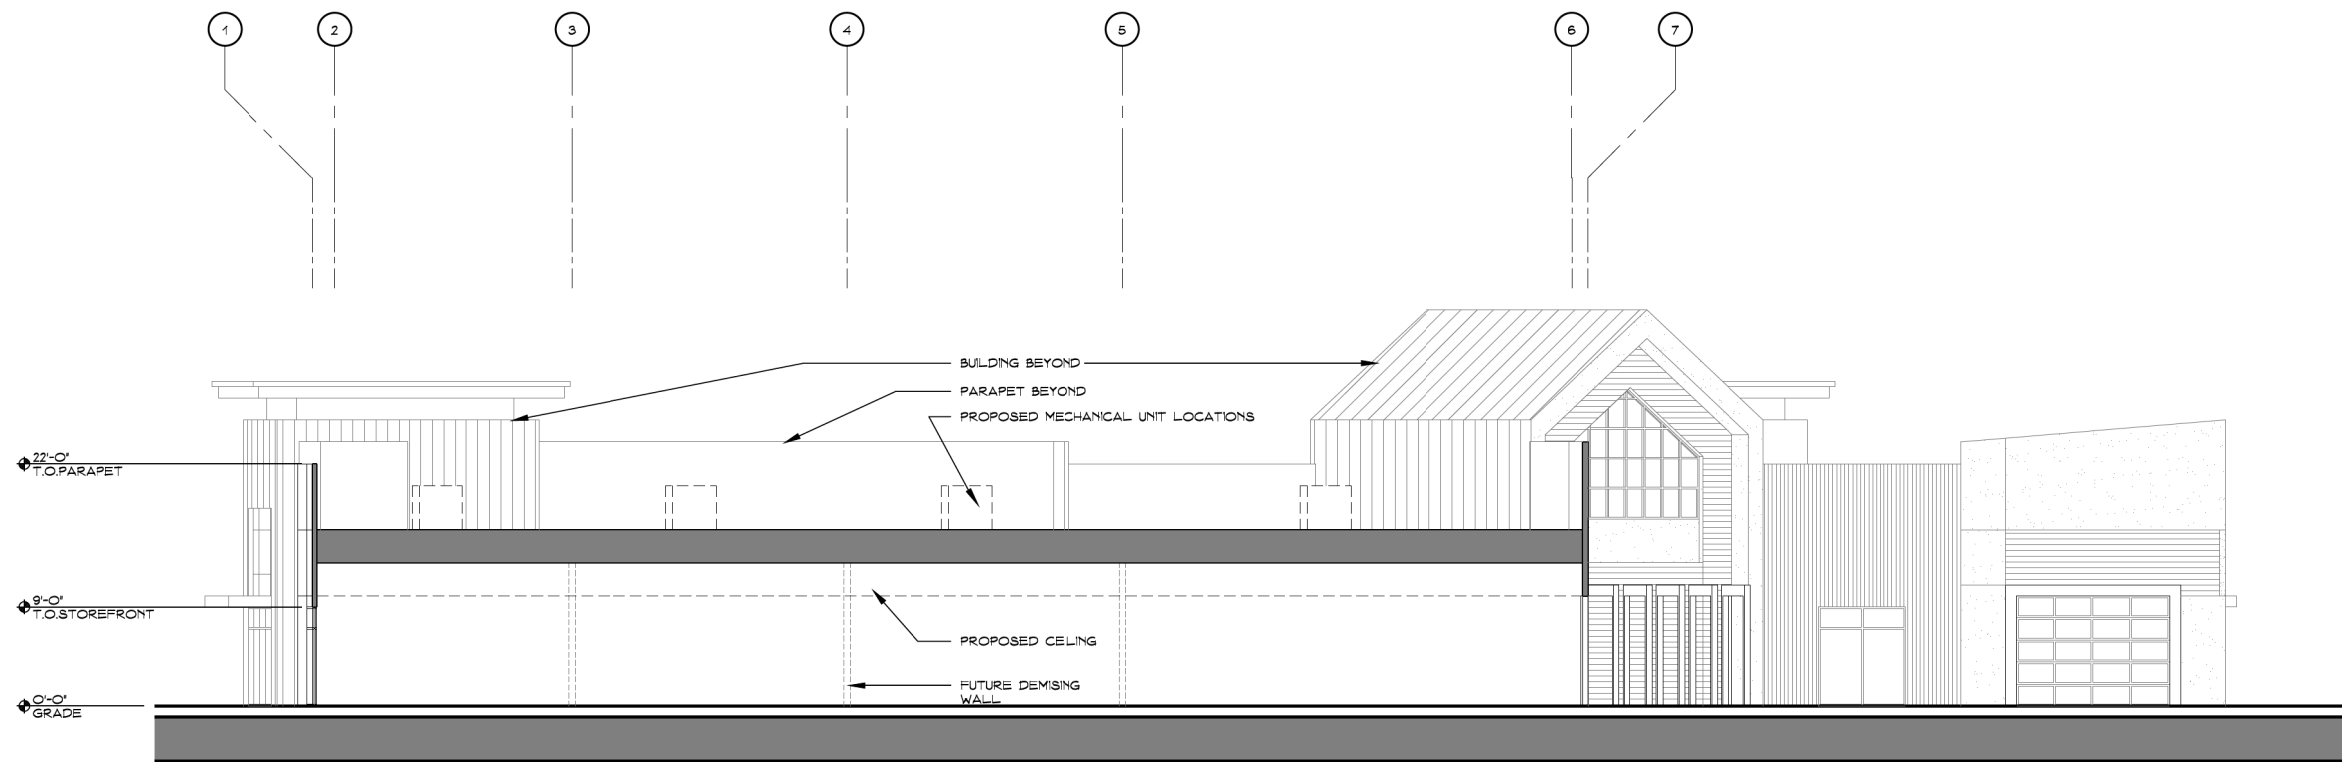 1
2
3
4
5
6
7
BUILDING BEYOND
PARAPET BEYOND
PROPOSED MECHANICAL UNIT LOCATIONS
22'-0"
T.O.PARAPET
9'-0"
T.O.STOREFRONT
PROPOSED CELING
FUTURE DEMISING
WALL
0'-0"
GRADE